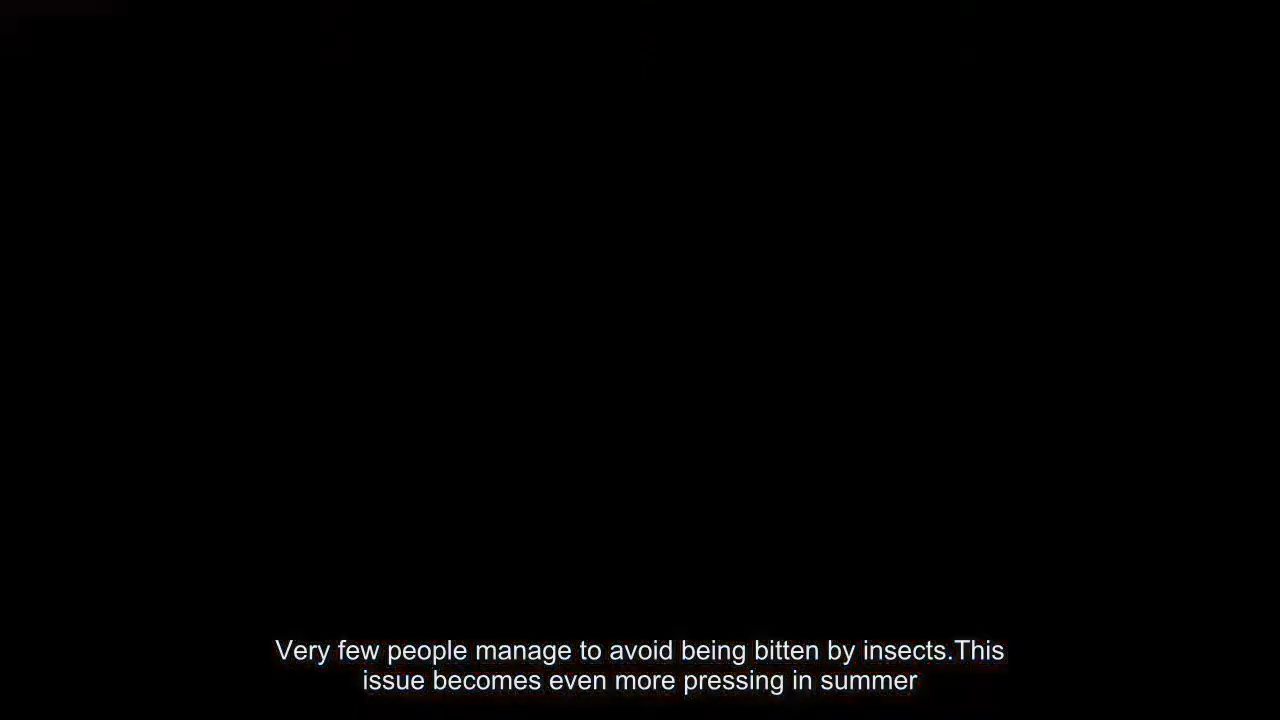 Very few people manage to avoid being bitten by insects.This
issue becomes even more pressing in summer